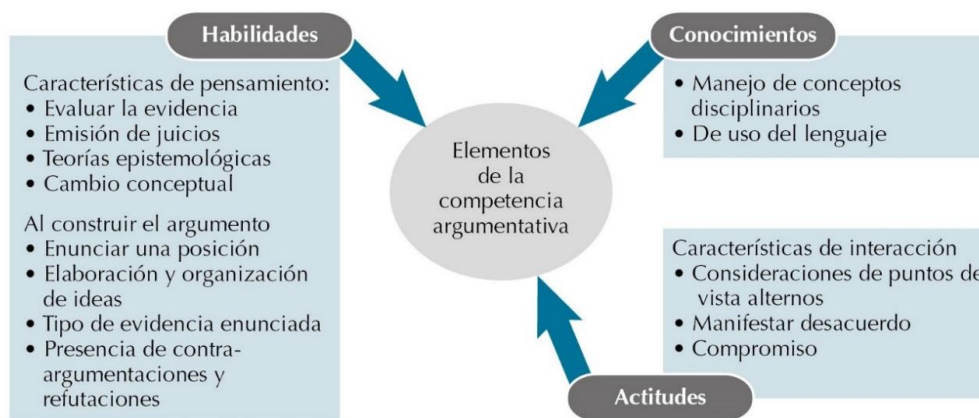 Habilidades
Características de pensamiento:
• Evaluar la evidencia
• Emisión de juicios
• Teorías epistemológicas
• Cambio conceptual
Al construir el argumento
• Enunciar una posición
• Elaboración y organización
de ideas
• Tipo de evidencia enunciada
• Presencia de contra-
argumentaciones y
refutaciones
Elementos
de la
competencia
argumentativa
Conocimientos
• Manejo de conceptos
disciplinarios
• De uso del lenguaje
Características de interacción
• Consideraciones de puntos de
vista alternos
• Manifestar desacuerdo
• Compromiso
Actitudes